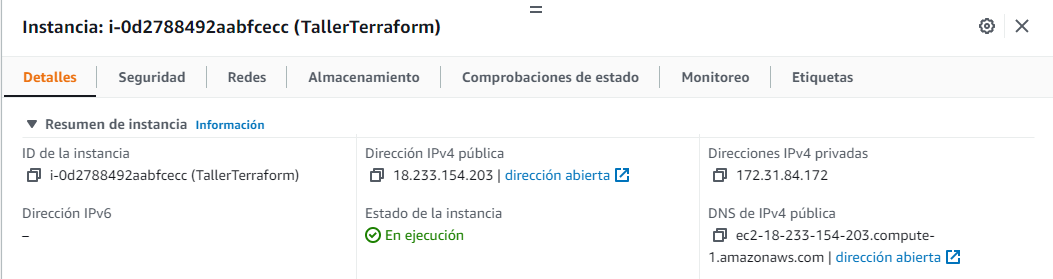 Instancia: i-0d2788492aabfcecc (TallerTerraform)
Detalles
Seguridad
Redes
Almacenamiento
Comprobaciones de estado
Monitoreo
Etiquetas
Resumen de instancia Información
ID de la instancia
i-0d2788492aabfcecc (TallerTerraform)
Dirección IPv4 pública
18.233.154.203 | dirección abierta
Direcciones IPv4 privadas
172.31.84.172
Dirección IPv6
–
Estado de la instancia
En ejecución
DNS de IPv4 pública
ec2-18-233-154-203.compute-
1.amazonaws.com | dirección abierta